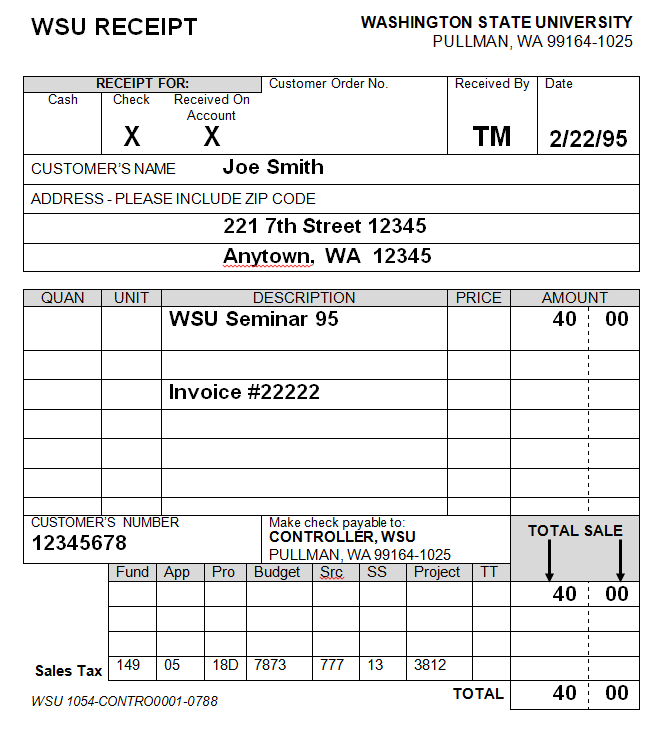 WSU RECEIPT
WASHINGTON STATE UNIVERSITY
PULLMAN, WA 99164-1025
RECEIPT FOR: Customer Order No. Received By Date
Cash Check Received On
Account
X X TM 2/22/95
CUSTOMER'S NAME Joe Smith
ADDRESS - PLEASE INCLUDE ZIP CODE
221 7th Street 12345
Anytown, WA 12345
QUAN UNIT DESCRIPTION PRICE AMOUNT
WSU Seminar 95 40 00
Invoice #22222
CUSTOMER'S NUMBER
12345678
Make check payable to:
CONTROLLER, WSU
PULLMAN, WA 99164-1025
TOTAL SALE
Fund App Pro Budget Src SS Project TT
40 00
Sales Tax 149 05 18D 7873 777 13 3812
WSU 1054-CONTRO0001-0788
TOTAL 40 00